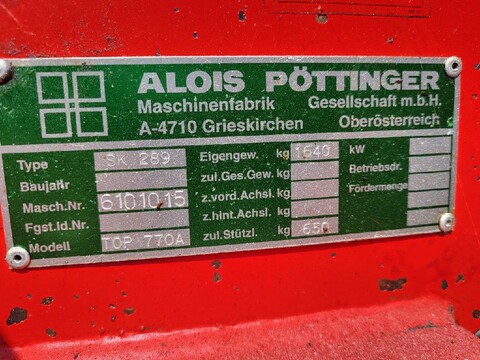 ALOIS PÖTTINGER
Maschinenfabrik Gesellschaft m.b.H.
A-4710 Grieskirchen Oberösterreich
Type SK 289 Eigengew. kg 1640 kW
Baujahr zul.Ges.Gew. kg Betriebsdr.
Masch.Nr. 6101015 z.vord.Achsl. kg Fördermenge
Fgst.Id.Nr. z.hint.Achsl. kg
Modell TOP 770A zul.Stützl. kg 650